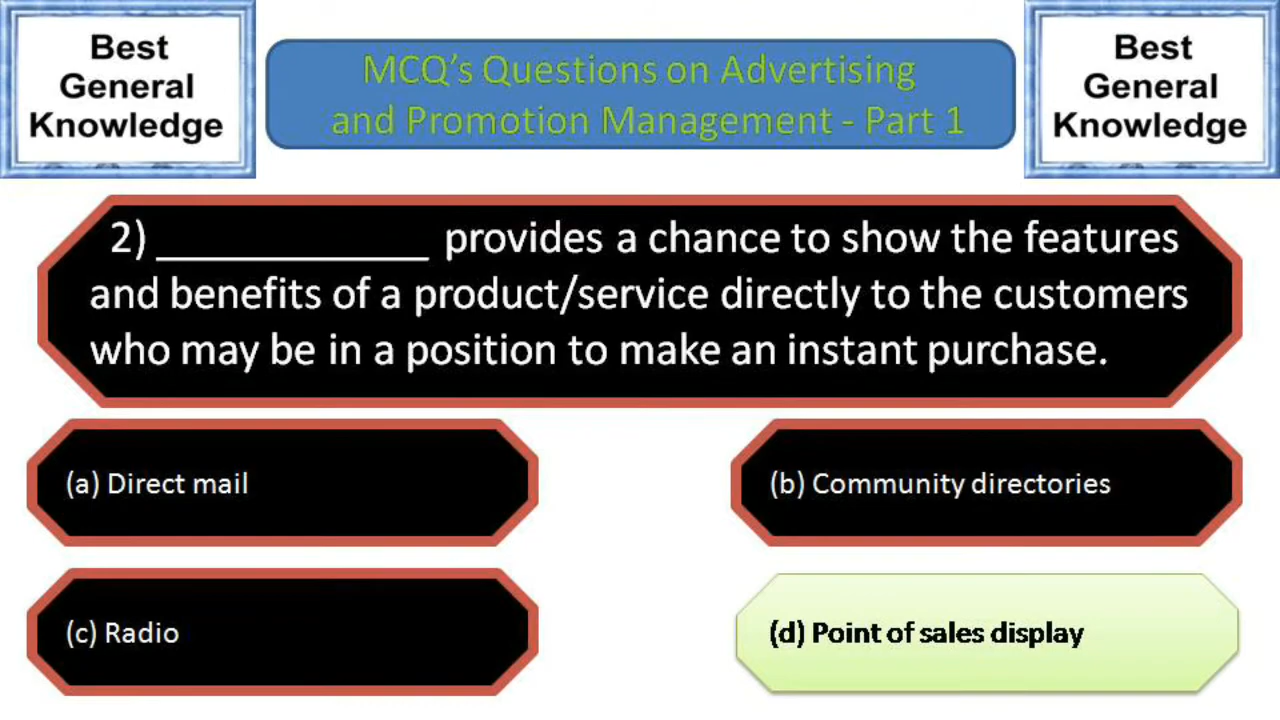 Best
General
Knowledge
MCQ's Questions on Advertising
and Promotion Management - Part 1
Best
General
Knowledge
2) ____________ provides a chance to show the features
and benefits of a product/service directly to the customers
who may be in a position to make an instant purchase.
(a) Direct mail
(b) Community directories
(c) Radio
(d) Point of sales display